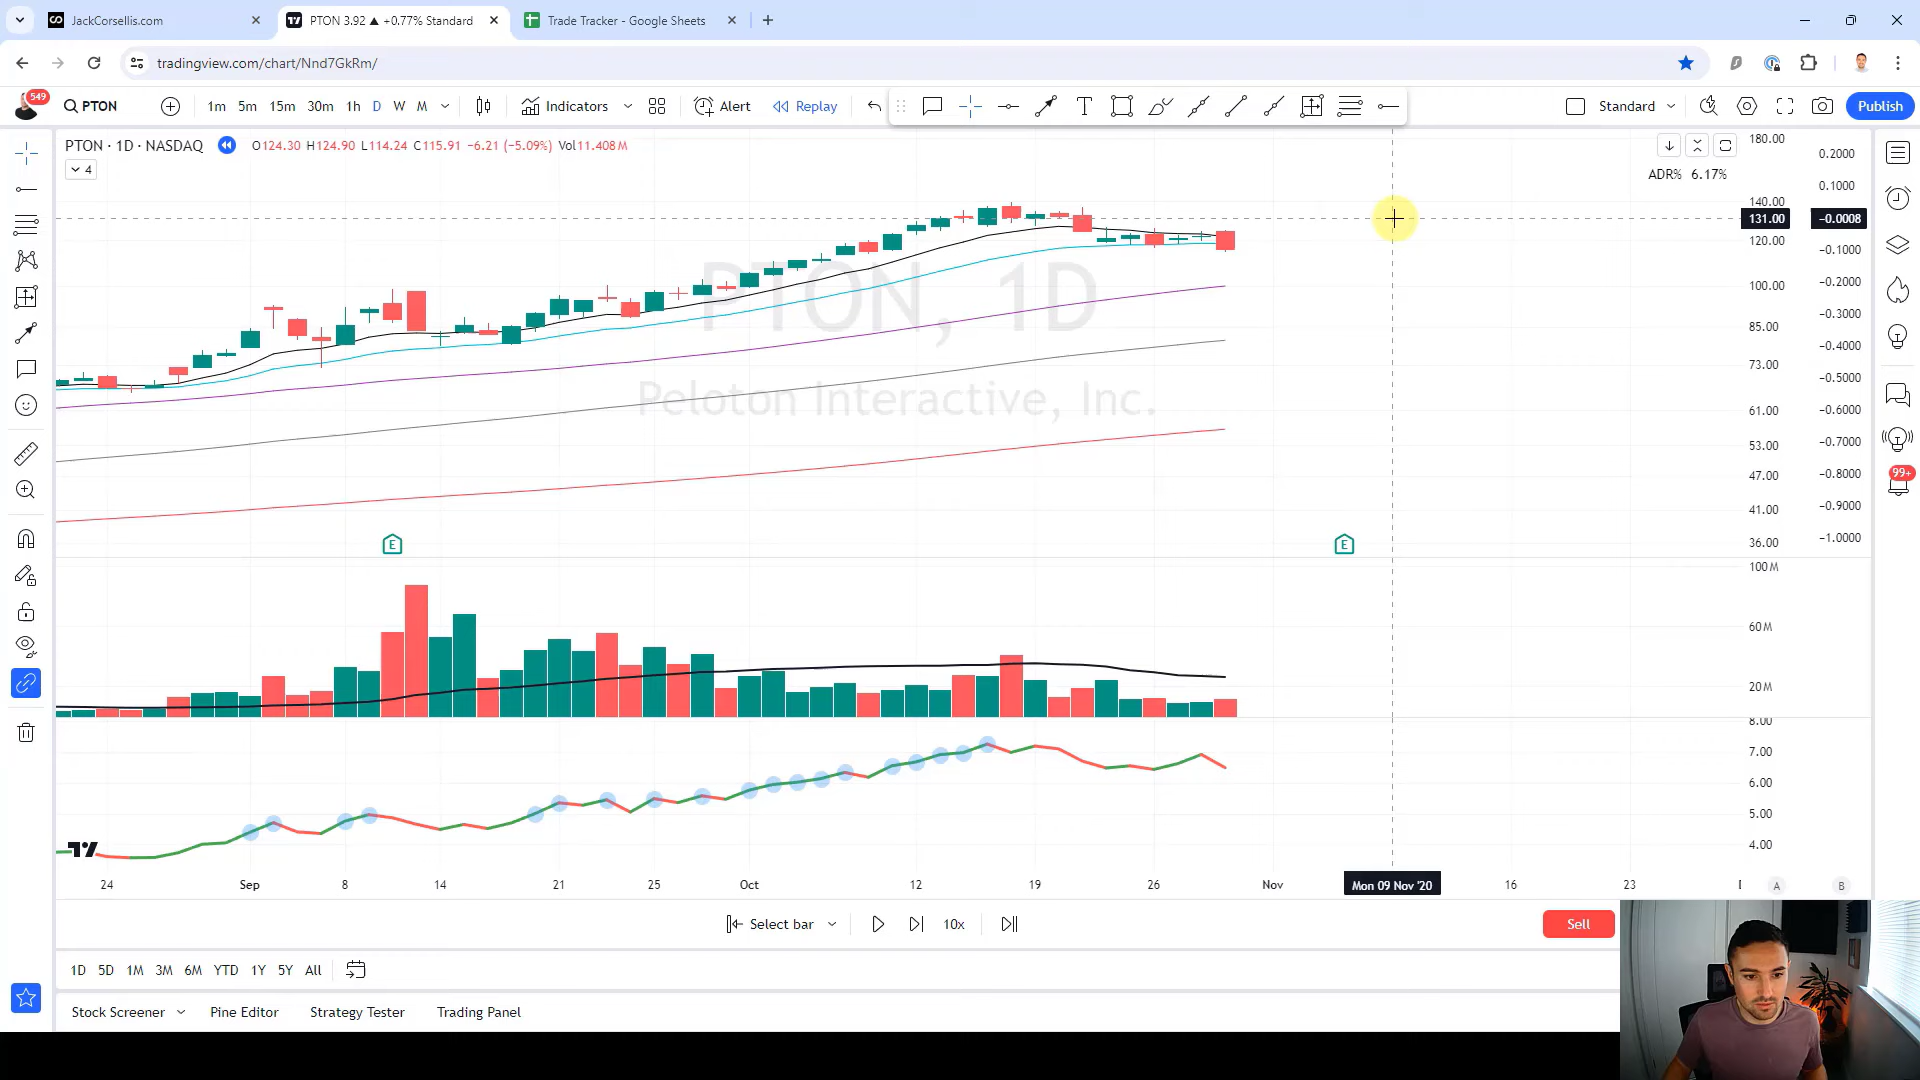 JackCorsellis.com
PTON 3.92 ▲ +0.77% Standard
Trade Tracker - Google Sheets
tradingview.com/chart/Nnd7GkRm/
549
PTON
1m 5m 15m 30m 1h D W M
Indicators
Alert
Replay
Standard
Publish
PTON · 1D · NASDAQ
O124.30 H124.90 L114.24 C115.91 −6.21 (−5.09%) Vol11.408M
4
ADR% 6.17%
PTON, 1D
Peloton Interactive, Inc.
180.00
140.00
131.00
120.00
100.00
85.00
73.00
61.00
53.00
47.00
41.00
36.00
0.2000
0.1000
−0.0008
−0.1000
−0.2000
−0.3000
−0.4000
−0.5000
−0.6000
−0.7000
−0.8000
−0.9000
−1.0000
99+
E
E
100M
60M
20M
8.00
7.00
6.00
5.00
4.00
24 Sep 8 14 21 25 Oct 12 19 26 Nov Mon 09 Nov '20 16 23
A
B
Select bar
10x
Sell
1D 5D 1M 3M 6M YTD 1Y 5Y All
Stock Screener
Pine Editor
Strategy Tester
Trading Panel